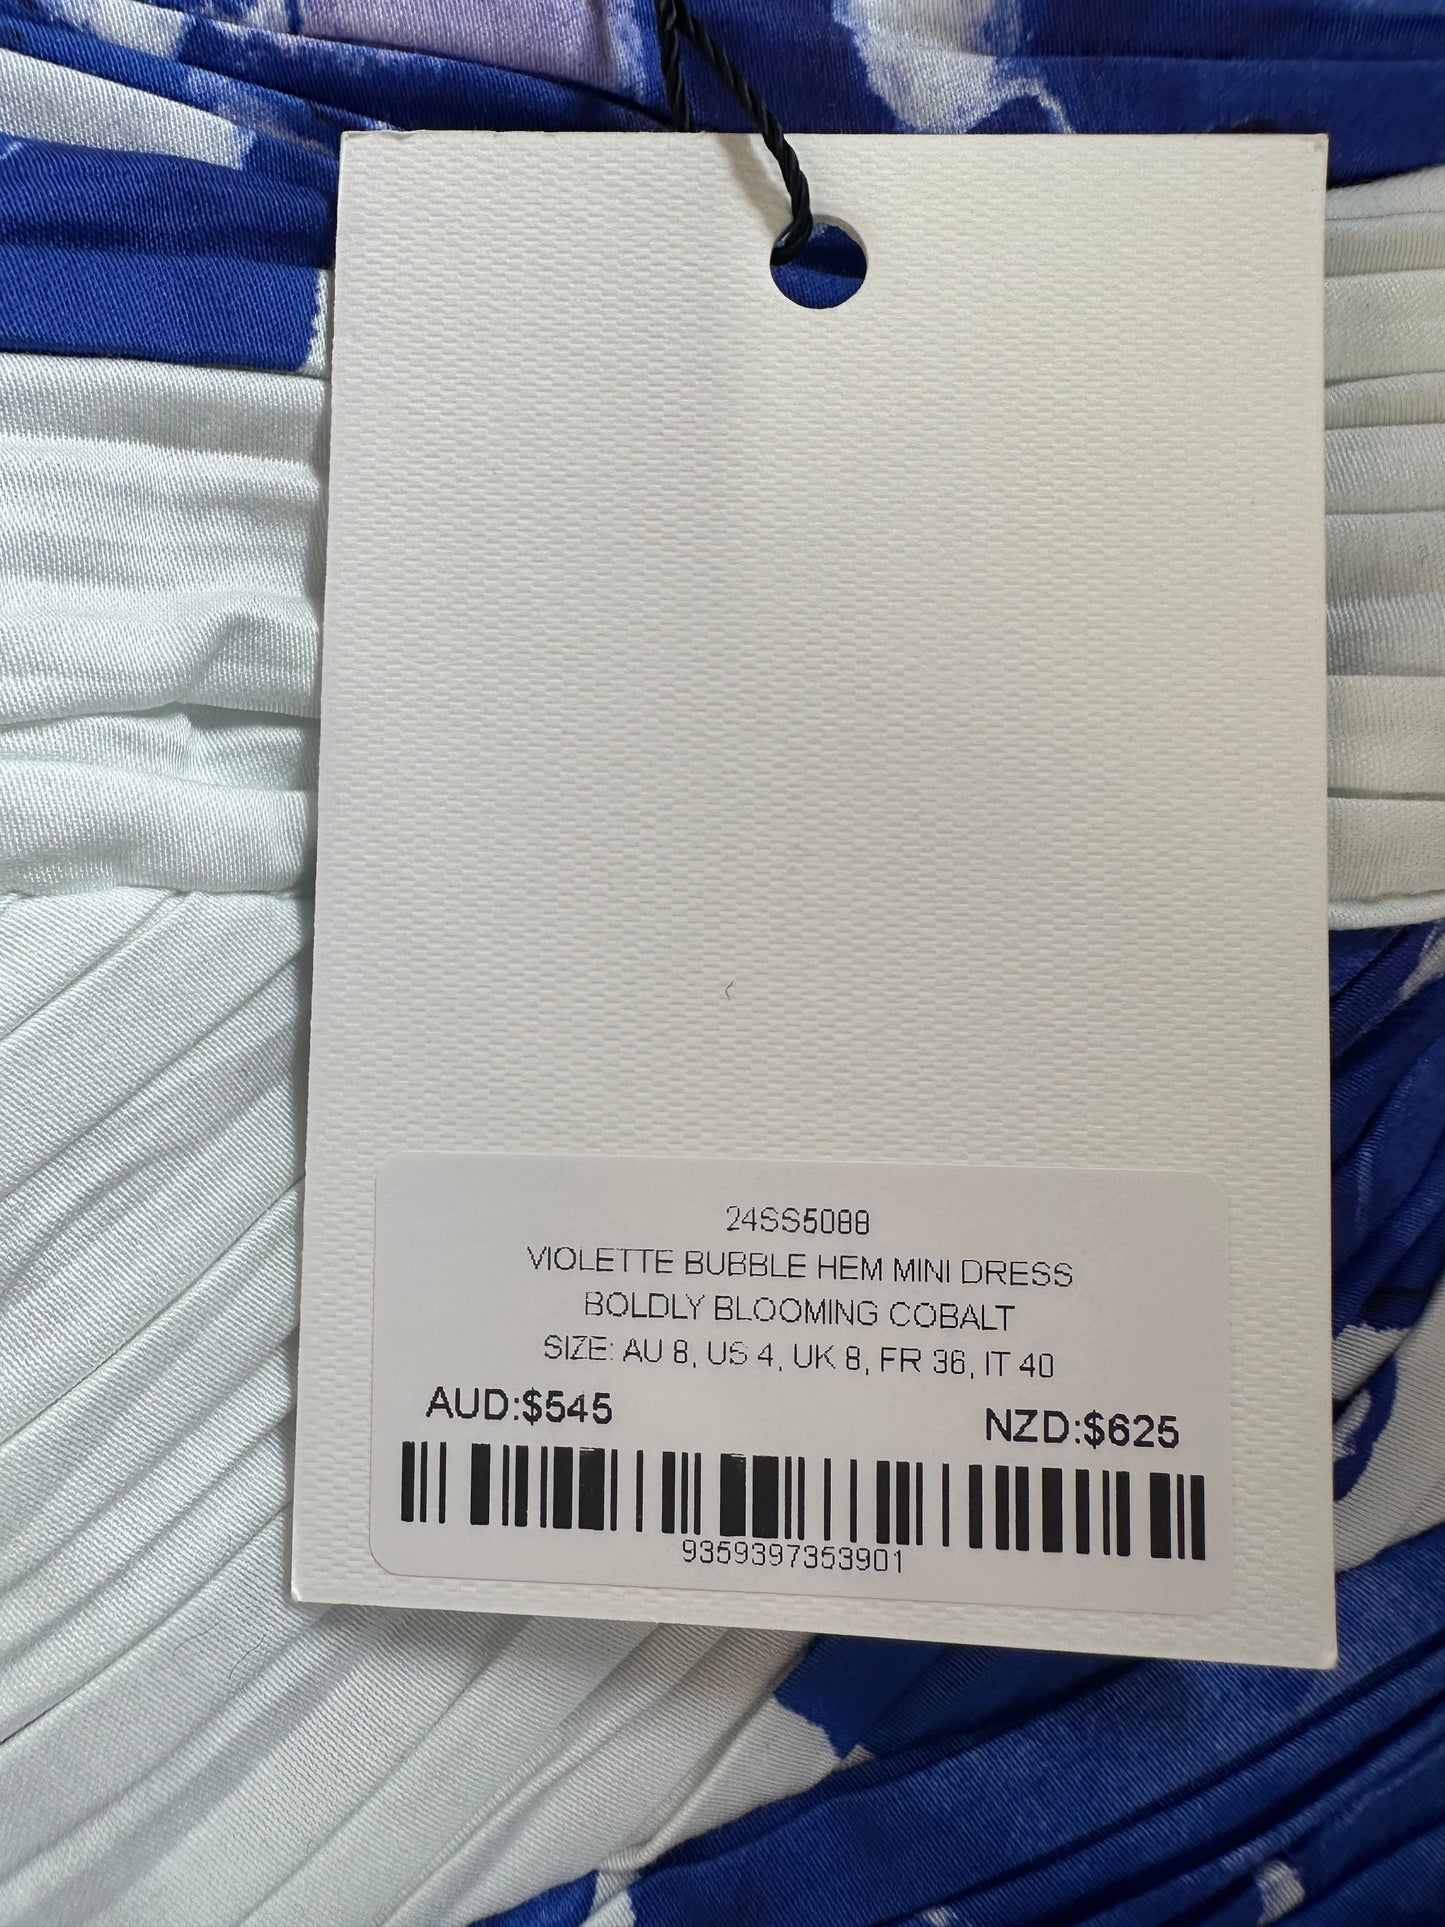 24SS5088
VIOLETTE BUBBLE HEM MINI DRESS
BOLDLY BLOOMING COBALT
SIZE: AU 8, US 4, UK 8, FR 36, IT 40
AUD:$545 NZD:$625
9359397353901